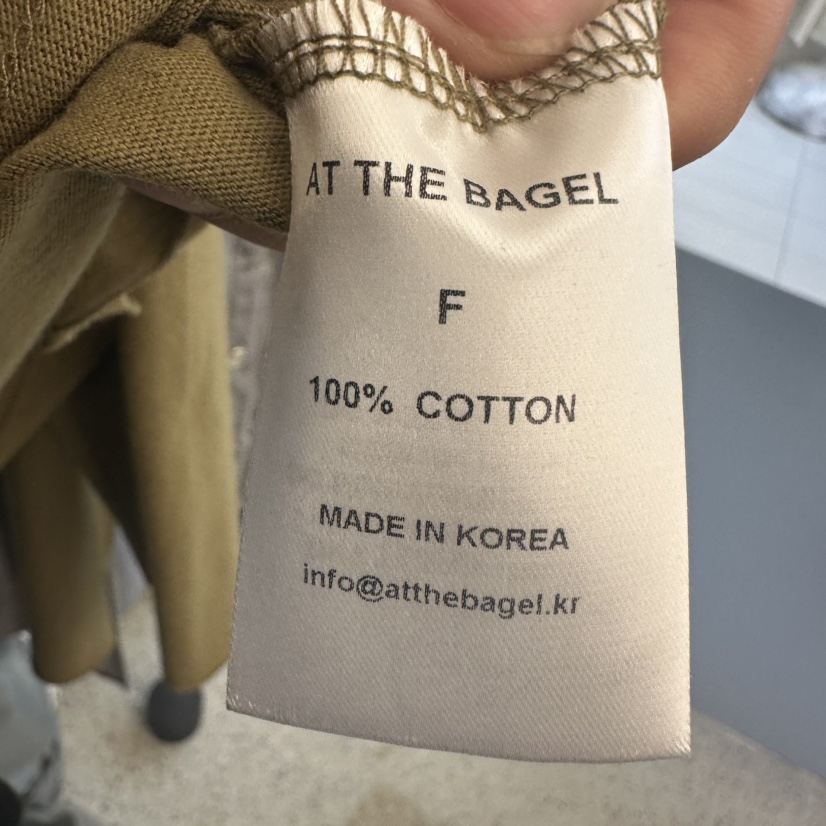 AT THE BAGEL
F
100% COTTON
MADE IN KOREA
info@atthebagel.kr